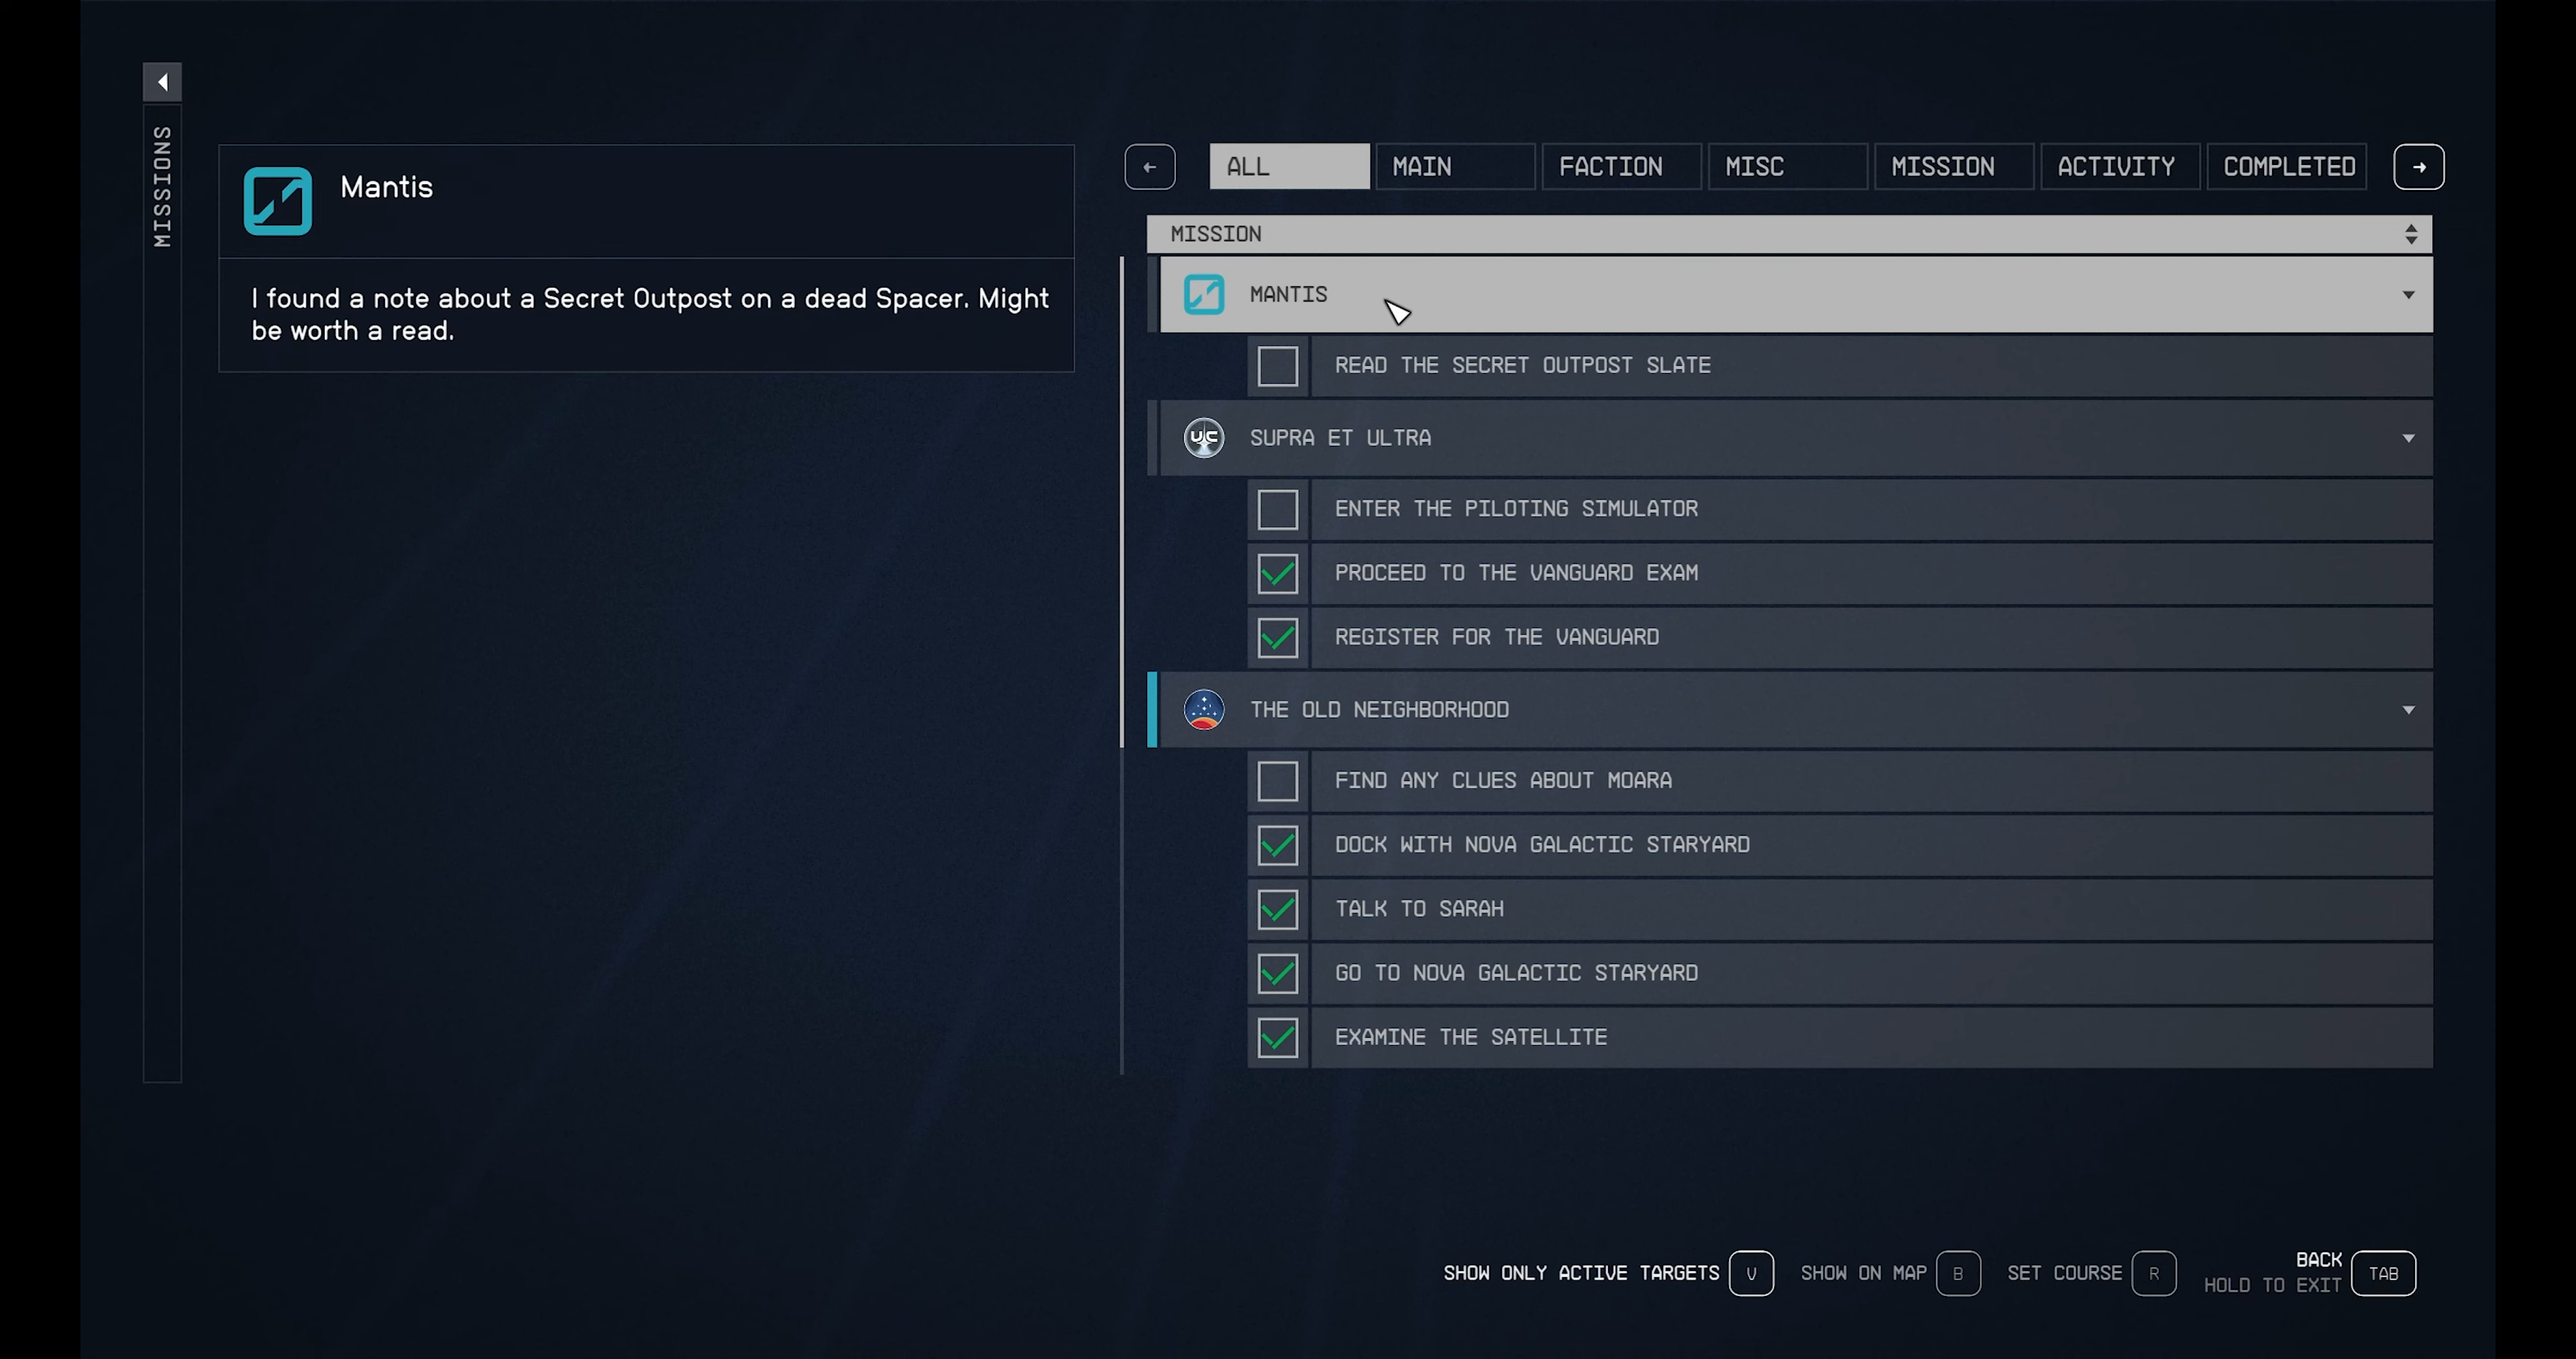 MISSIONS
Mantis
I found a note about a Secret Outpost on a dead Spacer. Might
be worth a read.
ALL
MAIN
FACTION
MISC
MISSION
ACTIVITY
COMPLETED
MISSION
MANTIS
READ THE SECRET OUTPOST SLATE
UC
SUPRA ET ULTRA
ENTER THE PILOTING SIMULATOR
PROCEED TO THE VANGUARD EXAM
REGISTER FOR THE VANGUARD
THE OLD NEIGHBORHOOD
FIND ANY CLUES ABOUT MOARA
DOCK WITH NOVA GALACTIC STARYARD
TALK TO SARAH
GO TO NOVA GALACTIC STARYARD
EXAMINE THE SATELLITE
SHOW ONLY ACTIVE TARGETS V
SHOW ON MAP B
SET COURSE R
BACK
HOLD TO EXIT
TAB